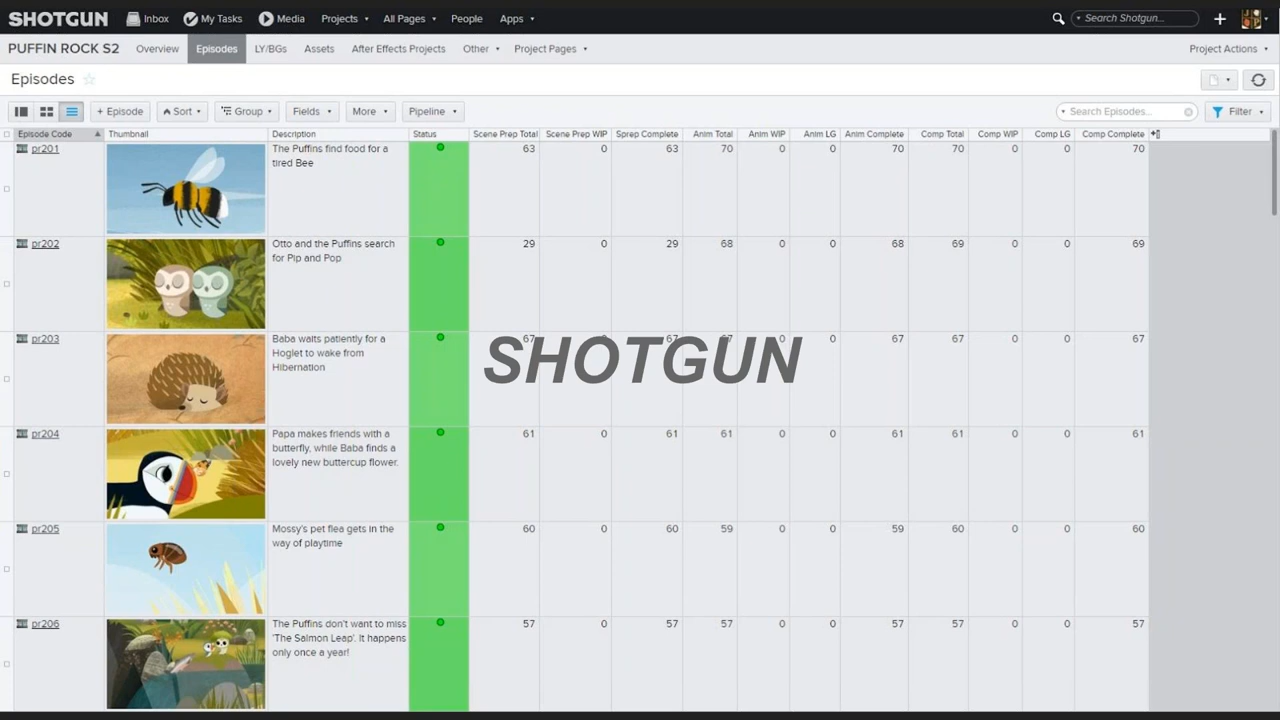 SHOTGUN Inbox My Tasks Media Projects All Pages People Apps Search Shotgun...
PUFFIN ROCK S2 Overview Episodes LY/BGs Assets After Effects Projects Other Project Pages Project Actions
Episodes
+ Episode Sort Group Fields More Pipeline Search Episodes... Filter
Episode Code Thumbnail Description Status Scene Prep Total Scene Prep WIP Sprep Complete Anim Total Anim WIP Anim LG Anim Complete Comp Total Comp WIP Comp LG Comp Complete
pr201 The Puffins find food for a 63 0 63 70 0 0 70 70 0 0 70
tired Bee
pr202 Otto and the Puffins search 29 0 29 68 0 0 68 69 0 0 69
for Pip and Pop
pr203 Baba waits patiently for a 67 0 67 67 0 0 67 67 0 0 67
Hoglet to wake from
Hibernation
SHOTGUN
pr204 Papa makes friends with a 61 0 61 61 0 0 61 61 0 0 61
butterfly, while Baba finds a
lovely new buttercup flower.
pr205 Mossy's pet flea gets in the 60 0 60 59 0 0 59 60 0 0 60
way of playtime
pr206 The Puffins don't want to miss 57 0 57 57 0 0 57 57 0 0 57
'The Salmon Leap'. It happens
only once a year!